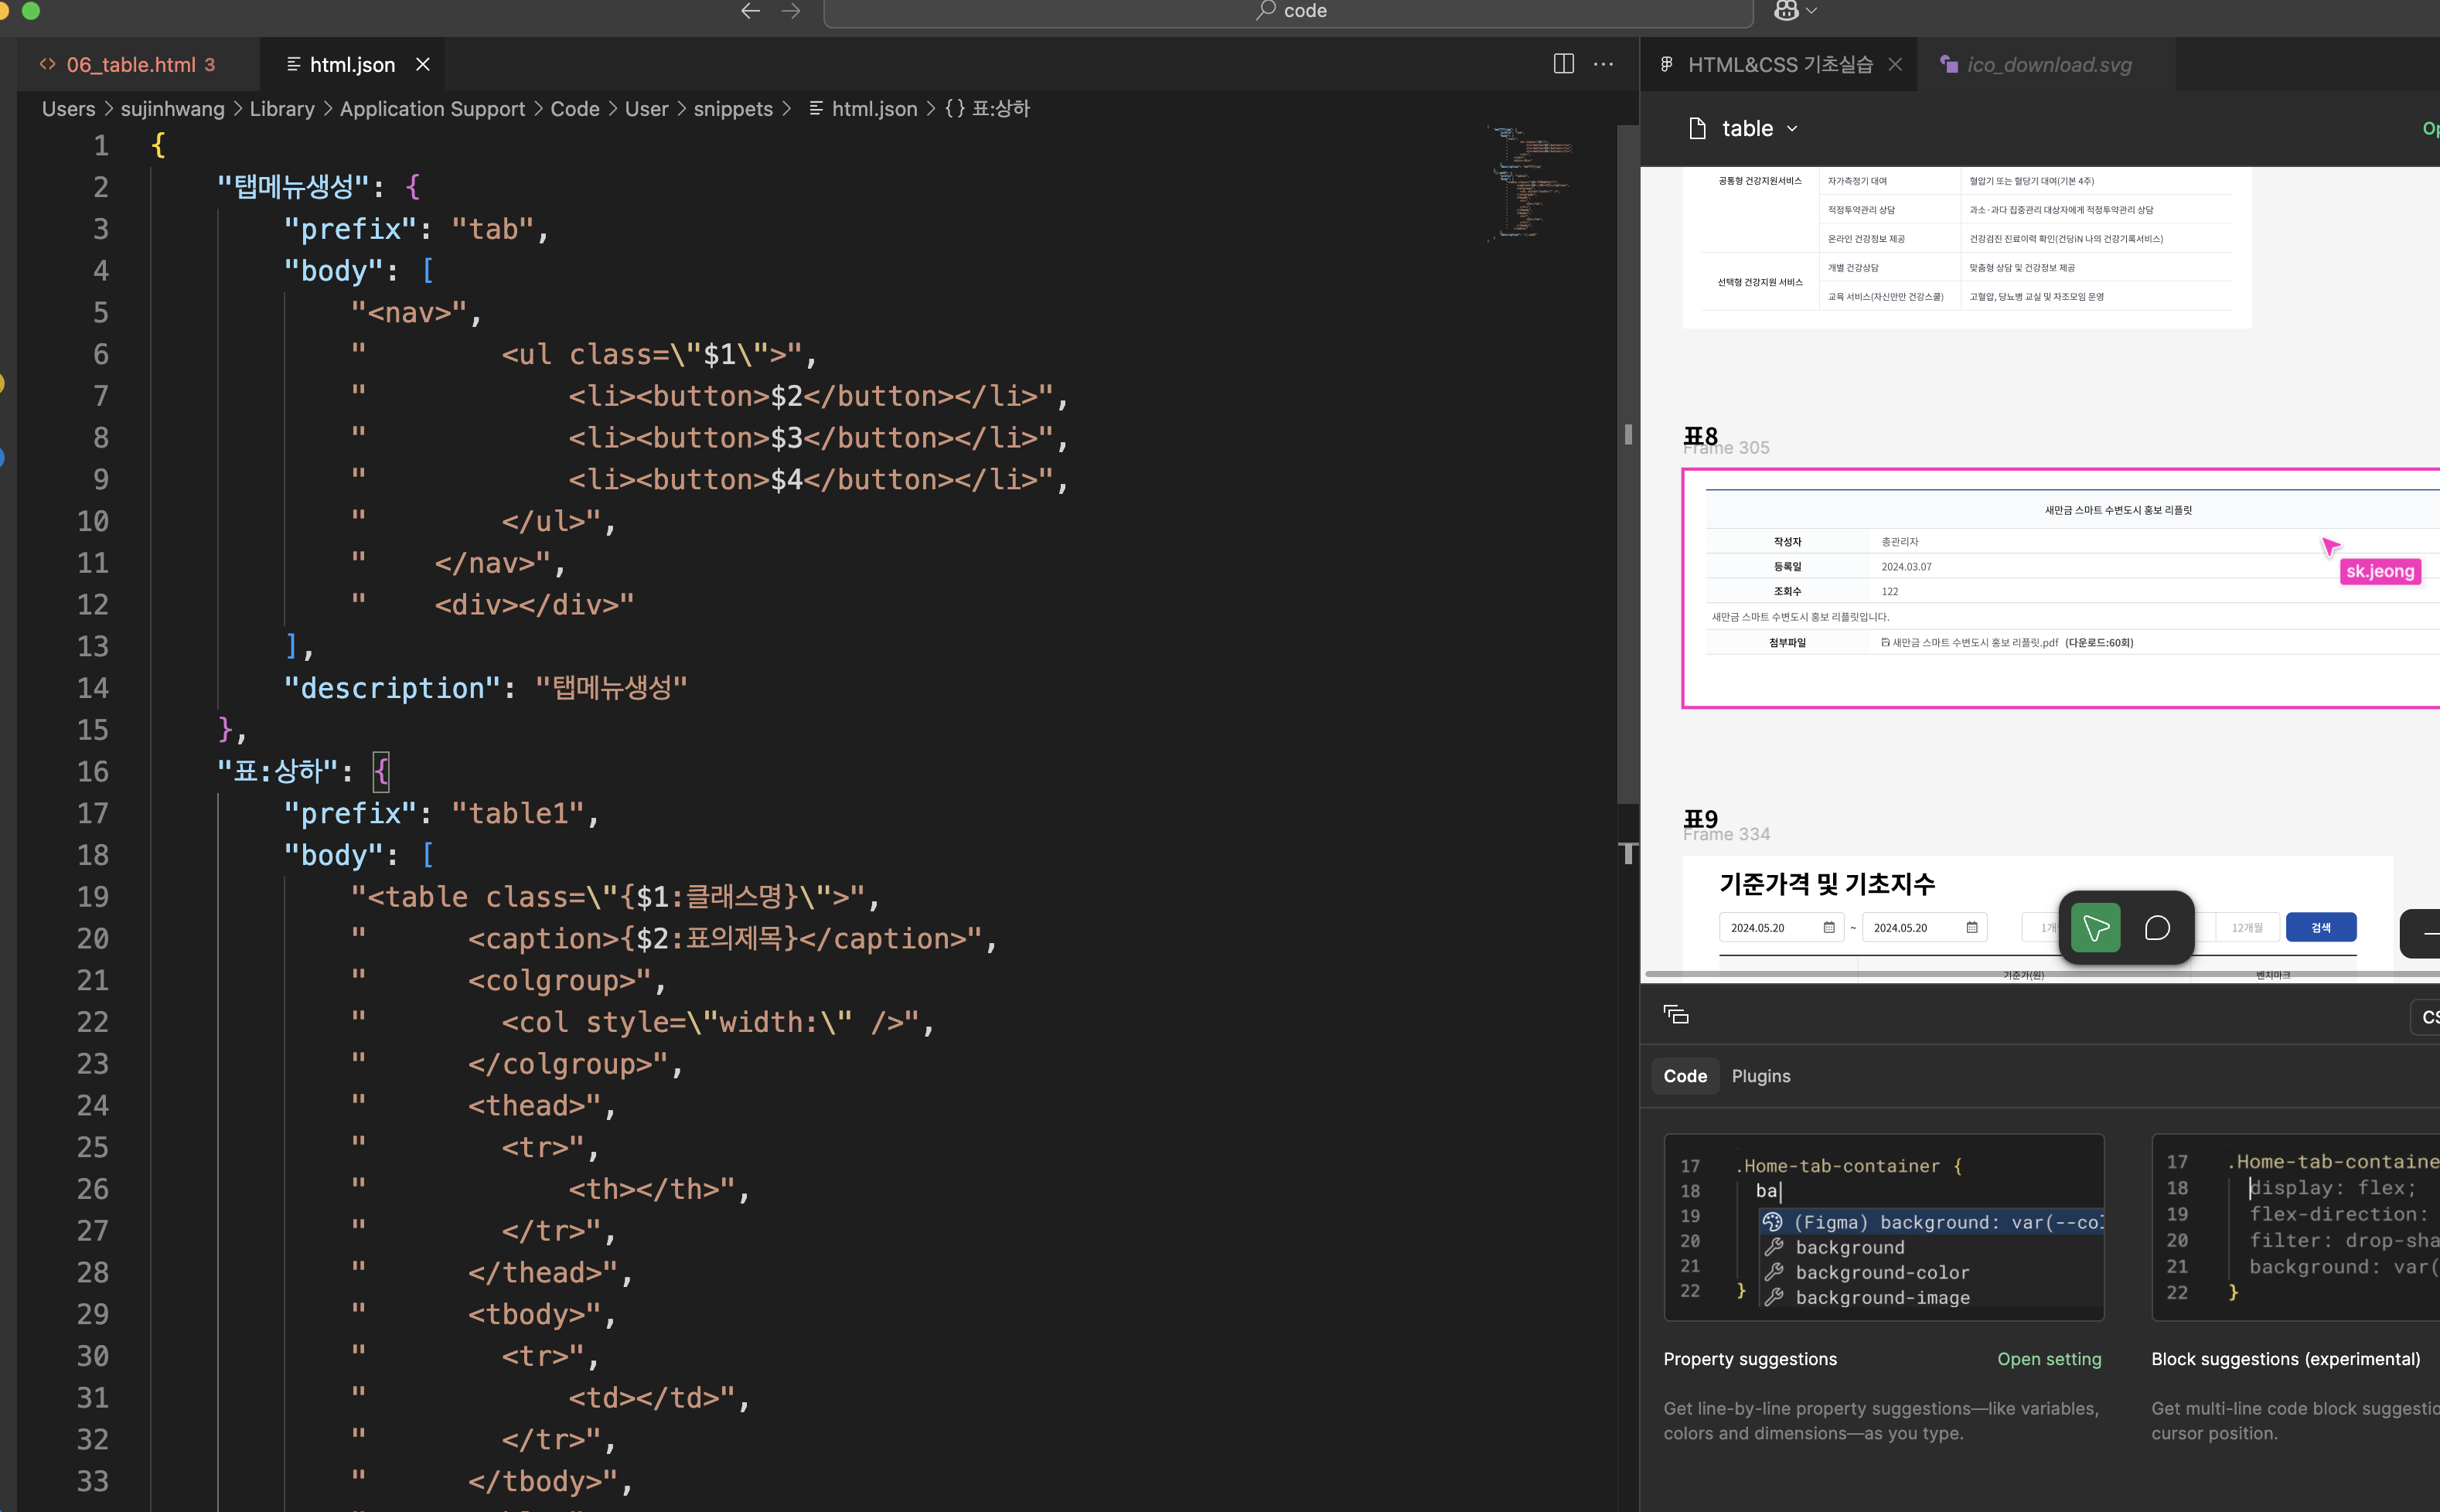 code
06_table.html 3
html.json
HTML&CSS 기초실습
ico_download.svg
Users > sujinhwang > Library > Application Support > Code > User > snippets > html.json > {} 표:상하
1 {
2 "탭메뉴생성": {
3 "prefix": "tab",
4 "body": [
5 "<nav>",
6 " <ul class=\"$1\">",
7 " <li><button>$2</button></li>",
8 " <li><button>$3</button></li>",
9 " <li><button>$4</button></li>",
10 " </ul>",
11 " </nav>",
12 " <div></div>"
13 ],
14 "description": "탭메뉴생성"
15 },
16 "표:상하": {
17 "prefix": "table1",
18 "body": [
19 "<table class=\"{$1:클래스명}\">",
20 " <caption>{$2:표의제목}</caption>",
21 " <colgroup>",
22 " <col style=\"width:\" />",
23 " </colgroup>",
24 " <thead>",
25 " <tr>",
26 " <th></th>",
27 " </tr>",
28 " </thead>",
29 " <tbody>",
30 " <tr>",
31 " <td></td>",
32 " </tr>",
33 " </tbody>",
table
공통형 건강지원서비스 자가측정기 대여 혈압기 또는 혈당기 대여(기본 4주)
적정투약관리 상담 과소·과다 집중관리 대상자에게 적정투약관리 상담
온라인 건강정보 제공 건강검진 진료이력 확인(건당iN 나의 건강기록서비스)
선택형 건강지원 서비스 개별 건강상담 맞춤형 상담 및 건강정보 제공
교육 서비스(자신만만 건강스쿨) 고혈압, 당뇨병 교실 및 자조모임 운영
표8
Frame 305
새만금 스마트 수변도시 홍보 리플릿
작성자 총관리자
sk.jeong
등록일 2024.03.07
조회수 122
새만금 스마트 수변도시 홍보 리플릿입니다.
첨부파일 새만금 스마트 수변도시 홍보 리플릿.pdf (다운로드:60회)
표9
Frame 334
기준가격 및 기초지수
2024.05.20 ~ 2024.05.20 12개월 검색
기준가(원) 벤치마크
Code Plugins
17 .Home-tab-container {
18 ba
19 (Figma) background: var(--col
20 background
21 background-color
22 } background-image
Property suggestions Open setting
Get line-by-line property suggestions—like variables,
colors and dimensions—as you type.
17 .Home-tab-containe
18 display: flex;
19 flex-direction:
20 filter: drop-sha
21 background: var(
22 }
Block suggestions (experimental)
Get multi-line code block suggestio
cursor position.